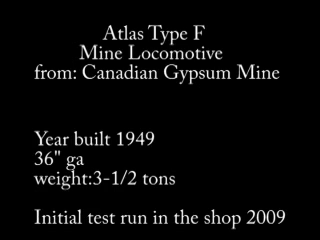 Atlas Type F
Mine Locomotive
from: Canadian Gypsum Mine
Year built 1949
36" ga
weight:3-1/2 tons
Initial test run in the shop 2009